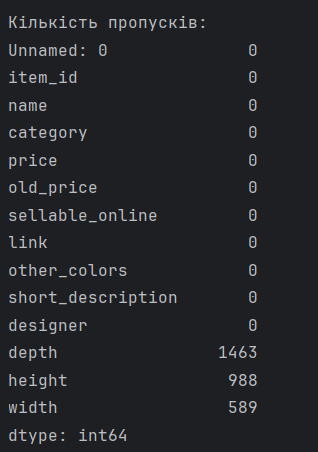 Кількість пропусків:
Unnamed: 0 0
item_id 0
name 0
category 0
price 0
old_price 0
sellable_online 0
link 0
other_colors 0
short_description 0
designer 0
depth 1463
height 988
width 589
dtype: int64